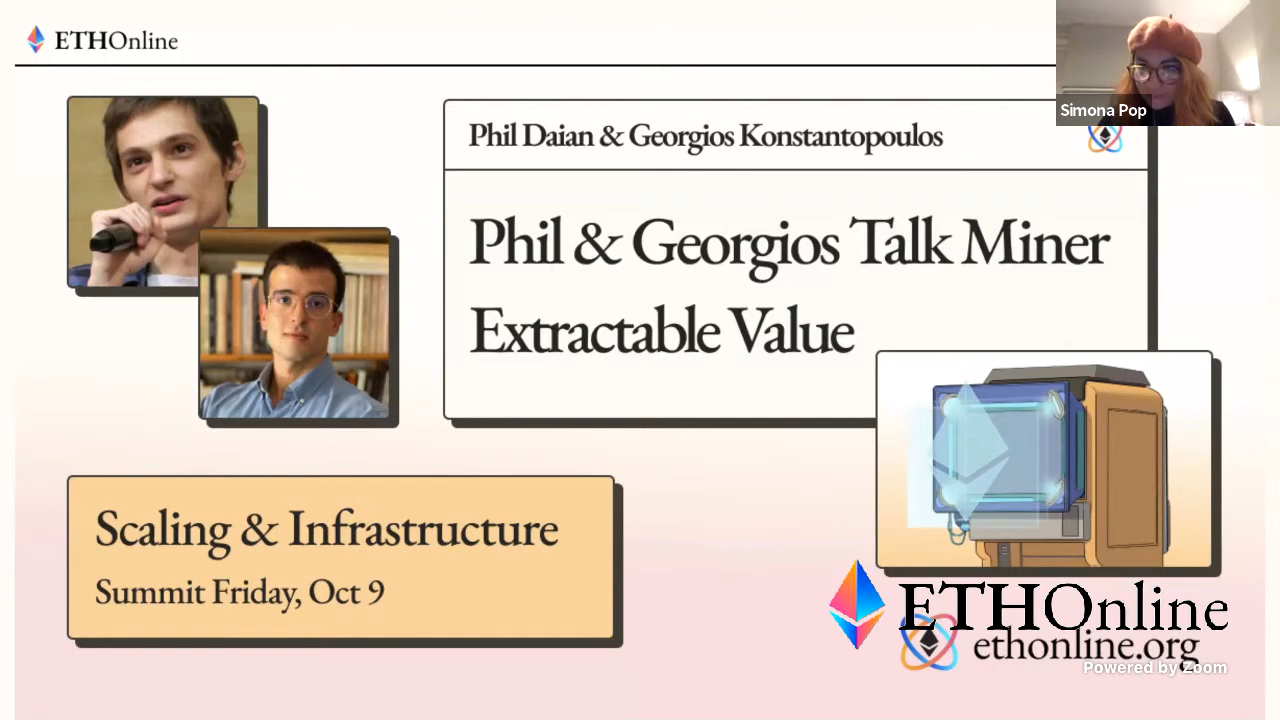 ETHOnline
Simona Pop
Phil Daian & Georgios Konstantopoulos
Phil & Georgios Talk Miner
Extractable Value
Scaling & Infrastructure
Summit Friday, Oct 9
ETHOnline
ethonline.org
Powered by Zoom